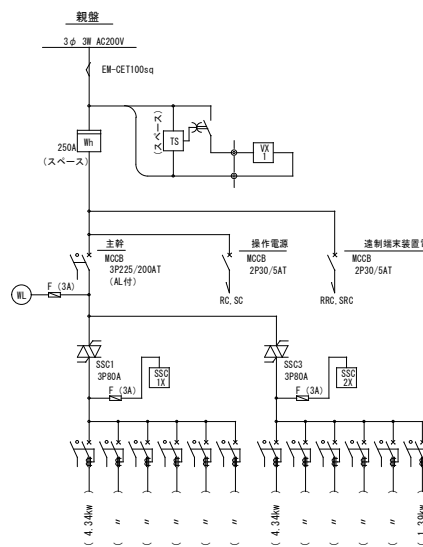 親盤
3φ 3W AC200V
EM-CET100sq
250A
(スペース)
Wh
(スペース)
TS
VX
1
主幹
MCCB
3P225/200AT
(AL付)
操作電源
MCCB
2P30/5AT
RC, SC
遠制端末装置電
MCCB
2P30/5AT
RRC, SRC
WL
F (3A)
SSC1
3P80A
F (3A)
SSC
1X
SSC3
3P80A
F (3A)
SSC
2X
( 4.34kw )
( 〃 )
( 〃 )
( 〃 )
( 〃 )
( 〃 )
( 4.34kw )
( 〃 )
( 〃 )
( 〃 )
( 〃 )
( 1.39kw )